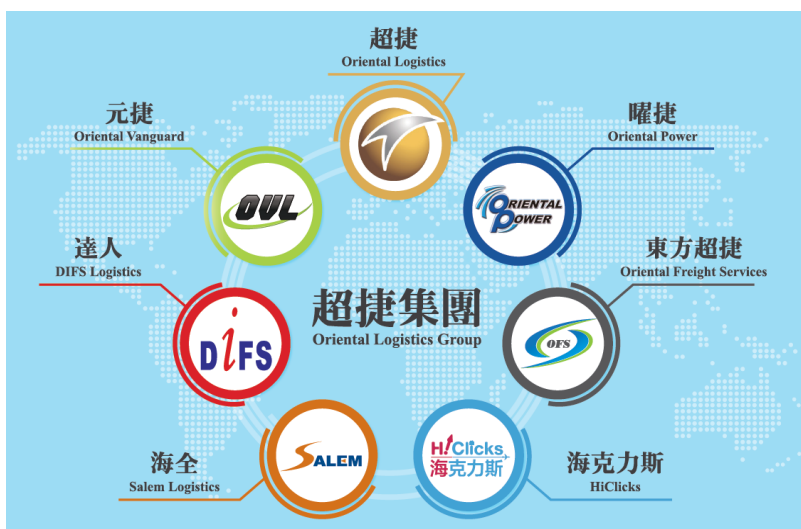 超捷
Oriental Logistics
元捷
Oriental Vanguard
曜捷
Oriental Power
OVL
ORIENTAL
POWER
達人
DIFS Logistics
東方超捷
Oriental Freight Services
超捷集團
Oriental Logistics Group
DiFS
OFS
海全
Salem Logistics
SALEM
Hi Clicks
海克力斯
海克力斯
HiClicks